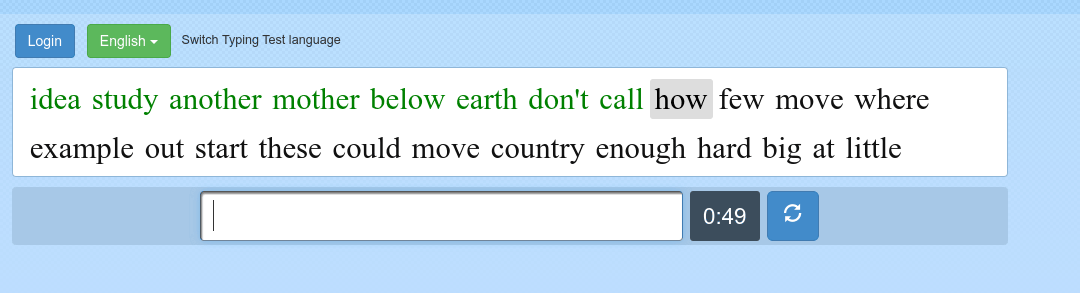 Login English Switch Typing Test language
idea study another mother below earth don't call how few move where
example out start these could move country enough hard big at little
0:49